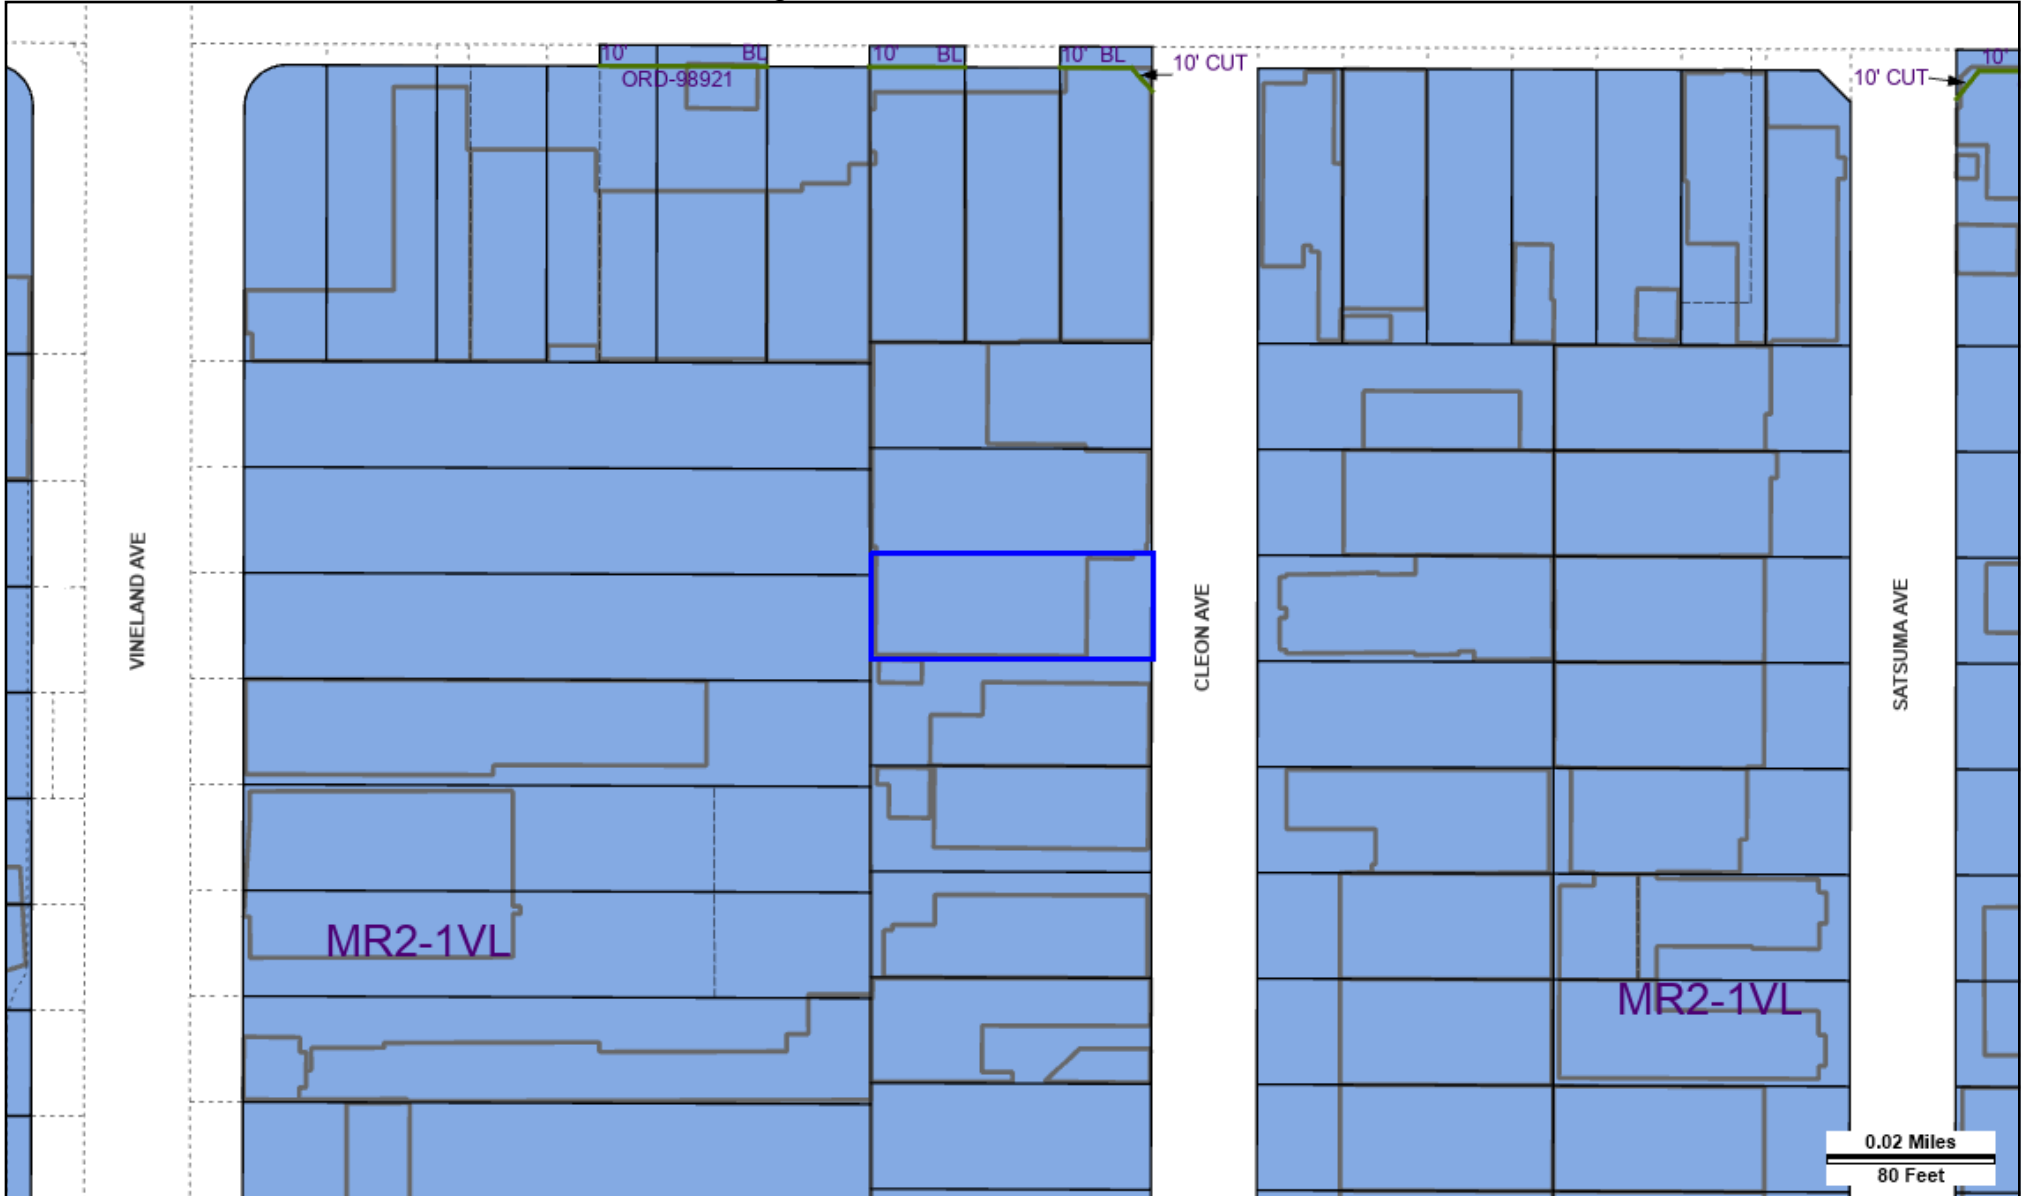 10' BL
10' BL
10' BL
10' CUT
10'
ORD-98921
10' CUT
VINELAND AVE
CLEON AVE
SATSUMA AVE
MR2-1VL
MR2-1VL
0.02 Miles
80 Feet